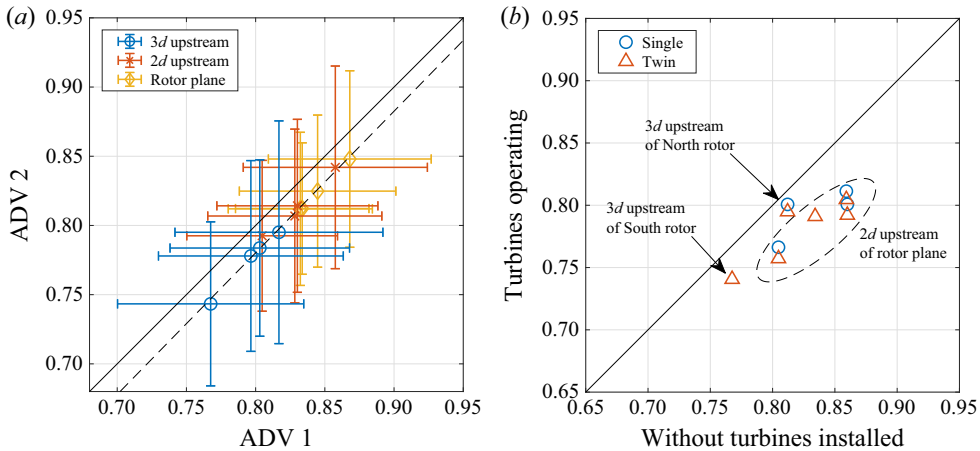 (a)
0.95
0.90
0.85
0.80
0.75
0.70
ADV 2
3d upstream
2d upstream
Rotor plane
0.70 0.75 0.80 0.85 0.90 0.95
ADV 1
(b)
0.95
0.90
0.85
0.80
0.75
0.70
0.65
Turbines operating
Single
Twin
3d upstream
of North rotor
3d upstream
of South rotor
2d upstream
of rotor plane
0.65 0.70 0.75 0.80 0.85 0.90 0.95
Without turbines installed